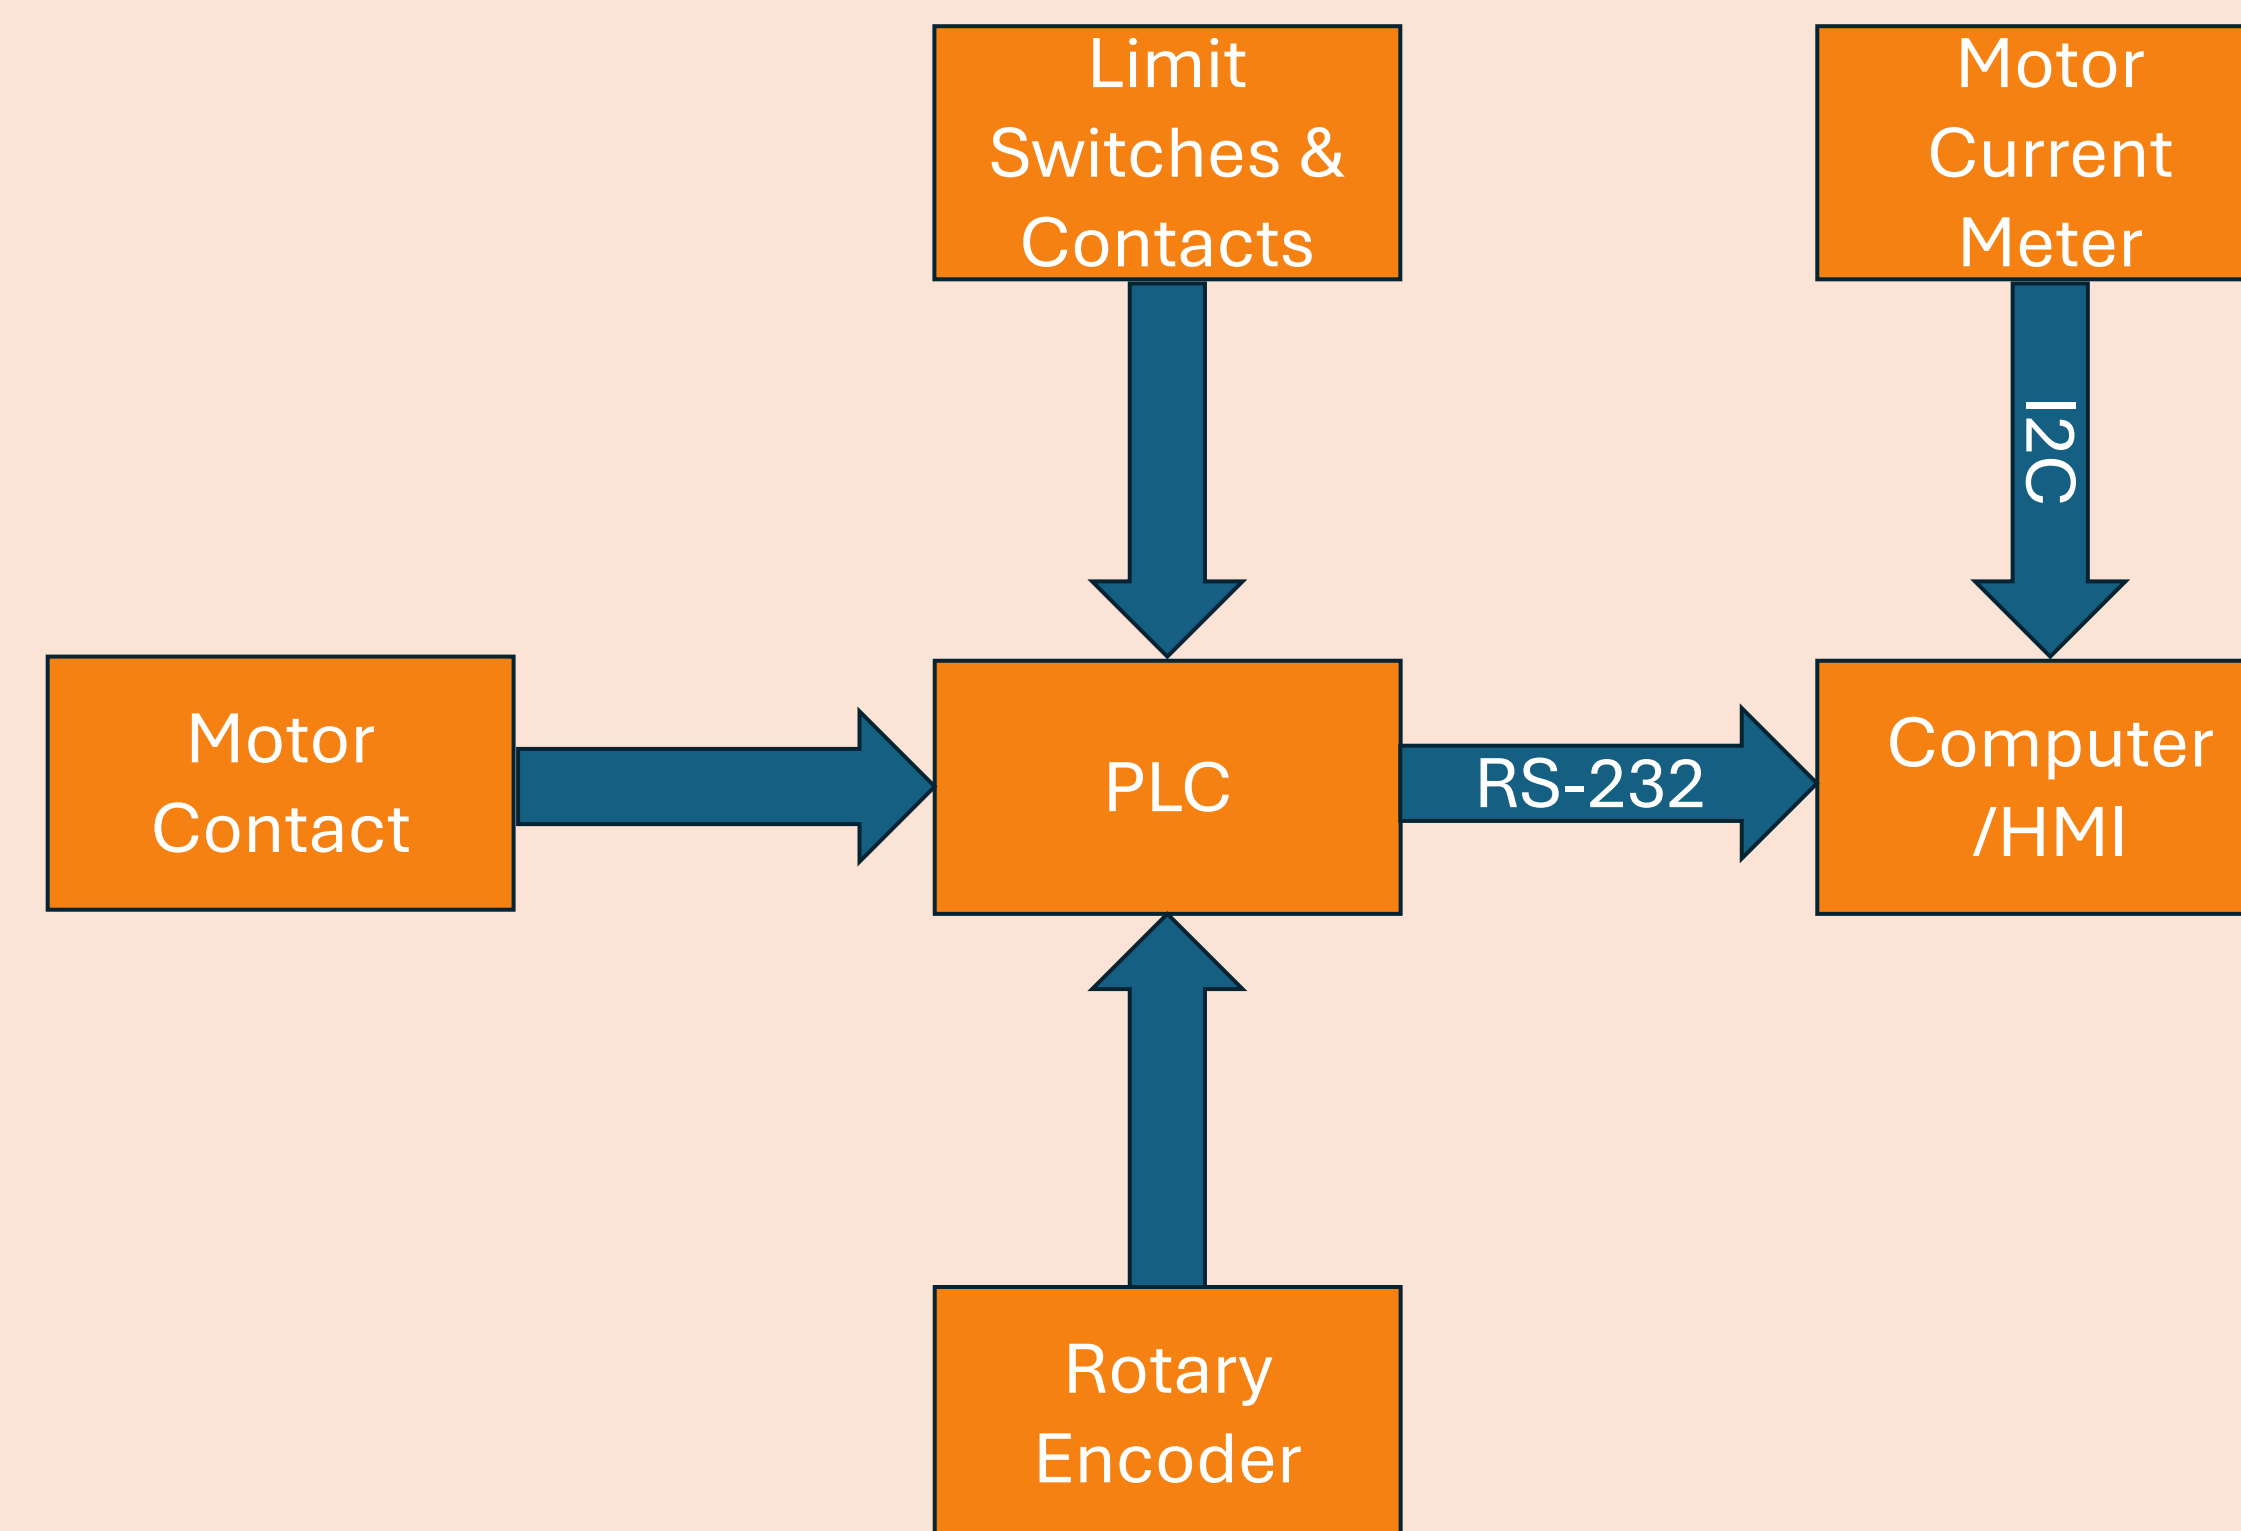 Limit
Switches &
Contacts
Motor
Current
Meter
I2C
Motor
Contact
PLC
RS-232
Computer
/HMI
Rotary
Encoder